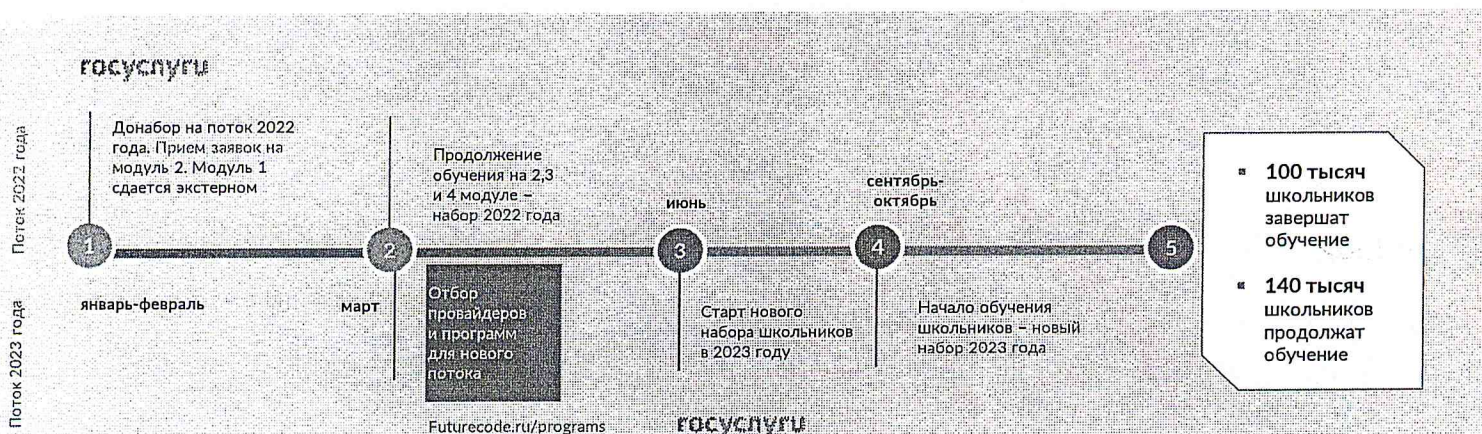 госуслуги
Поток 2022 года
Донабор на поток 2022
года. Прием заявок на
модуль 2. Модуль 1
сдается экстерном
Продолжение
обучения на 2,3
и 4 модуле –
набор 2022 года
июнь
сентябрь-
октябрь
1
2
3
4
5
▪ 100 тысяч
школьников
завершат
обучение
▪ 140 тысяч
школьников
продолжат
обучение
Поток 2023 года
январь-февраль
март
Отбор
провайдеров
и программ
для нового
потока
Старт нового
набора школьников
в 2023 году
Начало обучения
школьников – новый
набор 2023 года
Futurecode.ru/programs
госуслуги